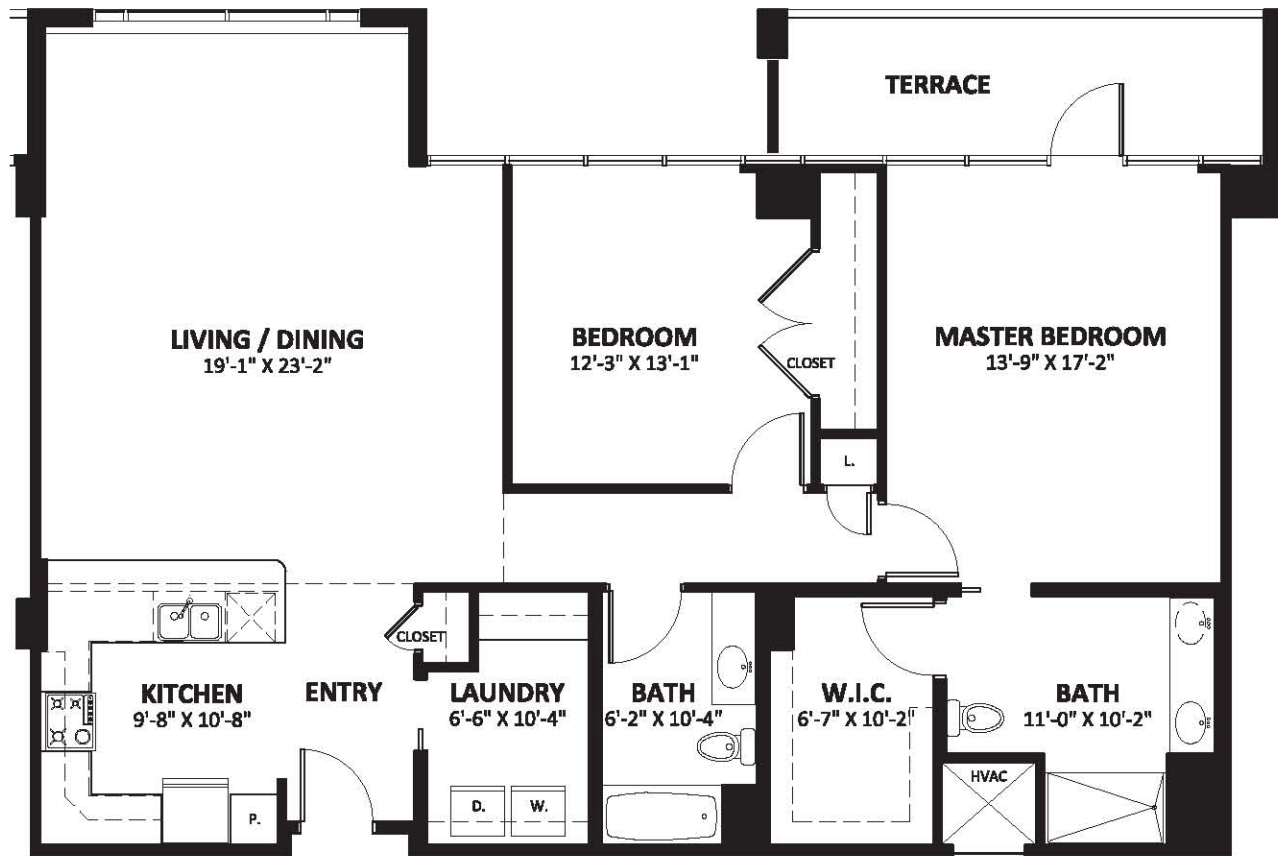 TERRACE
LIVING / DINING
19'-1" X 23'-2"
BEDROOM
12'-3" X 13'-1"
CLOSET
MASTER BEDROOM
13'-9" X 17'-2"
L.
CLOSET
KITCHEN
9'-8" X 10'-8"
ENTRY
LAUNDRY
6'-6" X 10'-4"
BATH
6'-2" X 10'-4"
W.I.C.
6'-7" X 10'-2"
BATH
11'-0" X 10'-2"
HVAC
P.
D.
W.